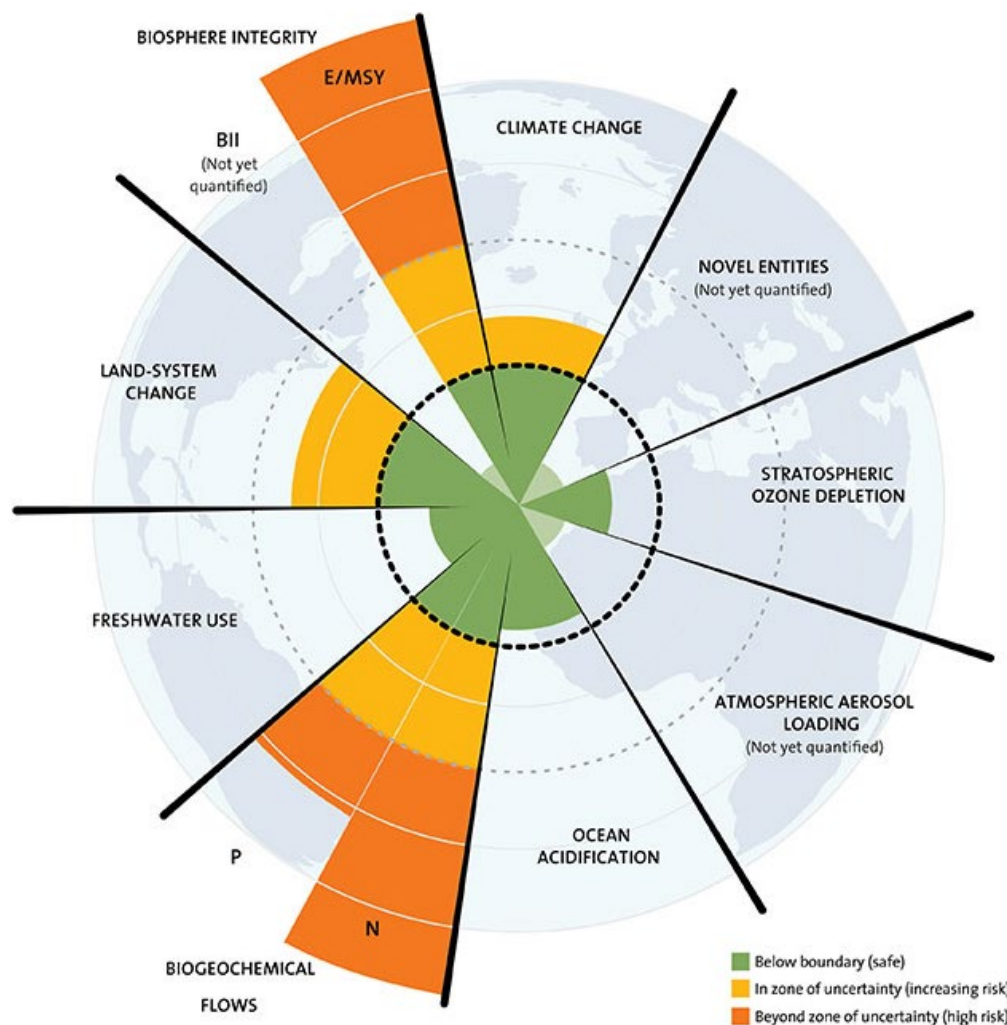 BIOSPHERE INTEGRITY
E/MSY
BII
(Not yet
quantified)
CLIMATE CHANGE
NOVEL ENTITIES
(Not yet quantified)
LAND-SYSTEM
CHANGE
STRATOSPHERIC
OZONE DEPLETION
FRESHWATER USE
ATMOSPHERIC AEROSOL
LOADING
(Not yet quantified)
OCEAN
ACIDIFICATION
P
N
BIOGEOCHEMICAL
FLOWS
Below boundary (safe)
In zone of uncertainty (increasing risk)
Beyond zone of uncertainty (high risk)